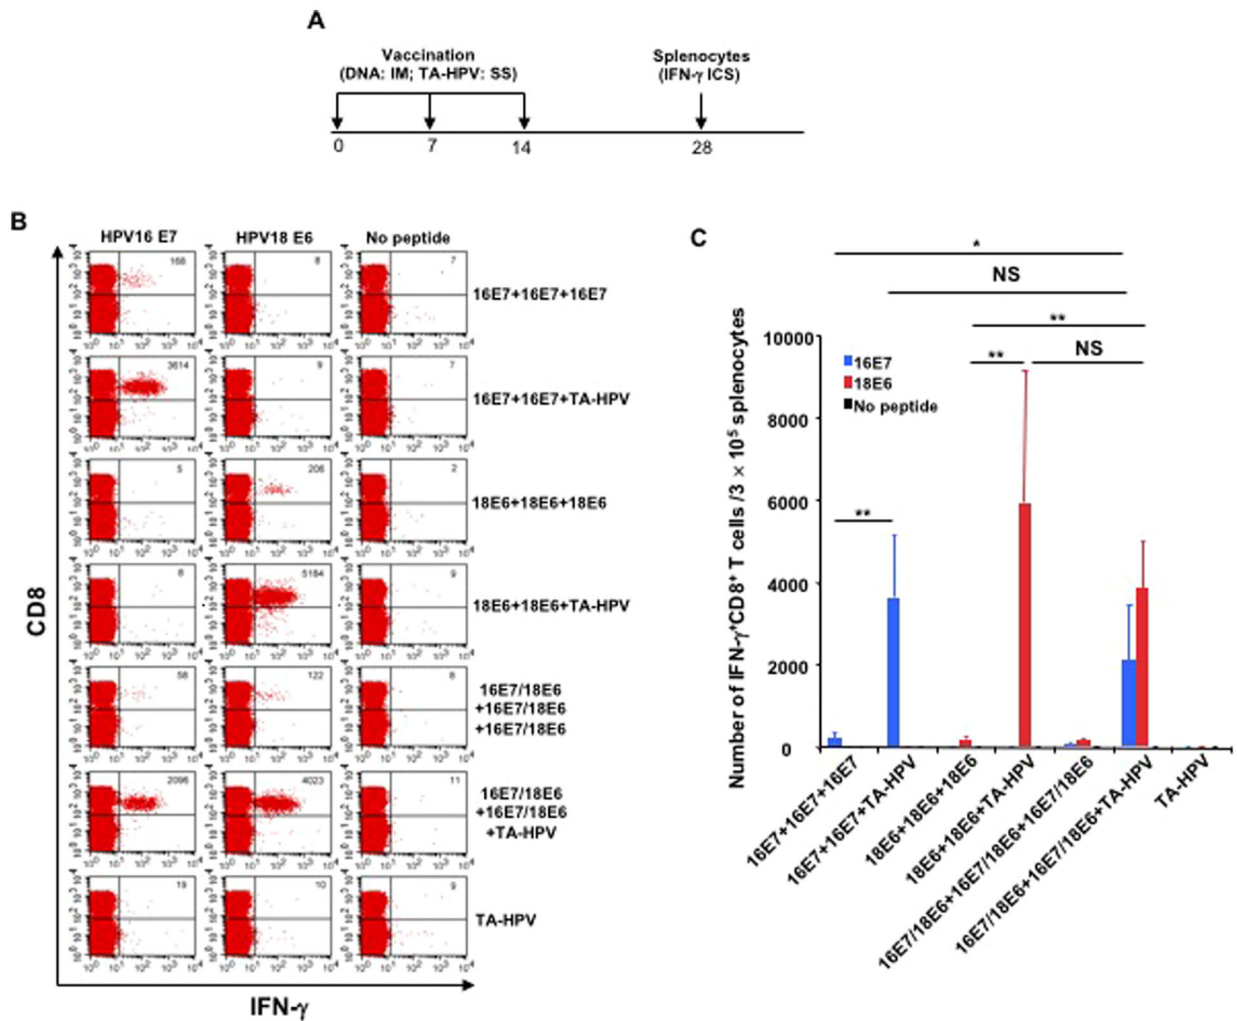 A
Vaccination
(DNA: IM; TA-HPV: SS)
Splenocytes
(IFN-γ ICS)
0 7 14 28
B
HPV16 E7 HPV18 E6 No peptide
168 8 7
16E7+16E7+16E7
3614 9 7
16E7+16E7+TA-HPV
5 206 2
18E6+18E6+18E6
8 5184 9
18E6+18E6+TA-HPV
58 122 8
16E7/18E6
+16E7/18E6
+16E7/18E6
2096 4023 11
16E7/18E6
+16E7/18E6
+TA-HPV
19 10 9
TA-HPV
CD8
IFN-γ
C
*
NS
**
** NS
**
16E7
18E6
No peptide
Number of IFN-γ⁺CD8⁺ T cells /3 × 10⁵ splenocytes
10000
8000
6000
4000
2000
0
16E7+16E7+16E7
16E7+16E7+TA-HPV
18E6+18E6+18E6
18E6+18E6+TA-HPV
16E7/18E6+16E7/18E6+16E7/18E6
16E7/18E6+16E7/18E6+TA-HPV
TA-HPV